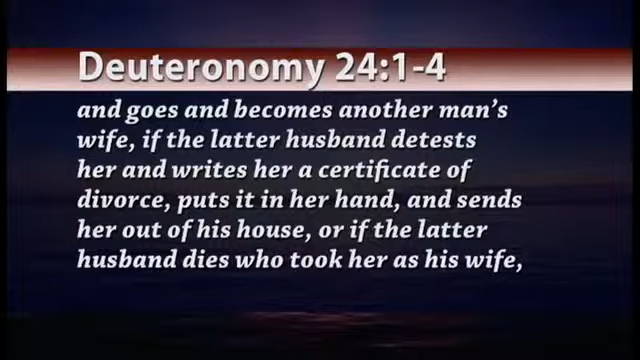 Deuteronomy 24:1-4
and goes and becomes another man's
wife, if the latter husband detests
her and writes her a certificate of
divorce, puts it in her hand, and sends
her out of his house, or if the latter
husband dies who took her as his wife,